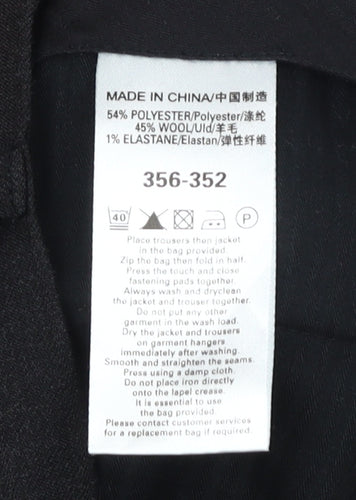 MADE IN CHINA/中国制造
54% POLYESTER/Polyester/涤纶
45% WOOL/Uld/羊毛
1% ELASTANE/Elastan/弹性纤维
356-352
40 P
Place trousers then jacket
in the bag provided.
Zip the bag then fold in half.
Press the touch and close
fastening pads together.
Always wash and dryclean
the jacket and trouser together.
Do not put any other
garment in the wash load.
Dry the jacket and trousers
on garment hangers
immediately after washing.
Smooth and straighten the seams.
Press using a damp cloth.
Do not place iron directly
onto the lapel crease.
It is essential to use
the bag provided.
Please contact customer services
for a replacement bag if required.